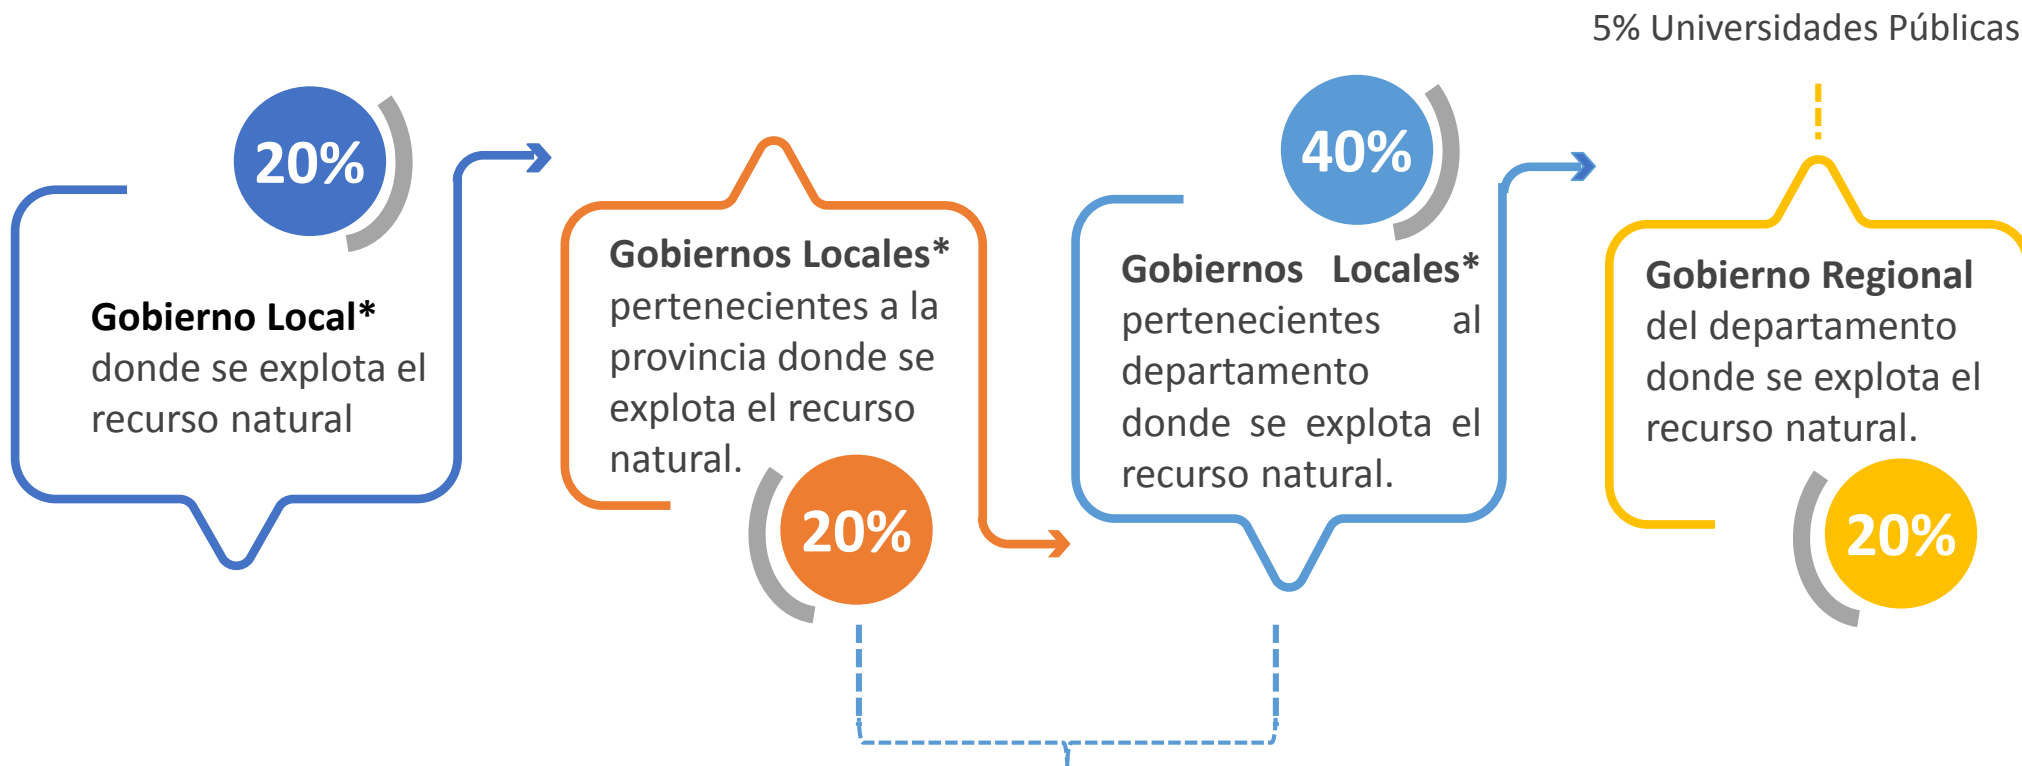 5% Universidades Públicas
20%
Gobierno Local*
donde se explota el
recurso natural
Gobiernos Locales*
pertenecientes a la
provincia donde se
explota el recurso
natural.
20%
40%
Gobiernos Locales*
pertenecientes al
departamento
donde se explota el
recurso natural.
Gobierno Regional
del departamento
donde se explota el
recurso natural.
20%